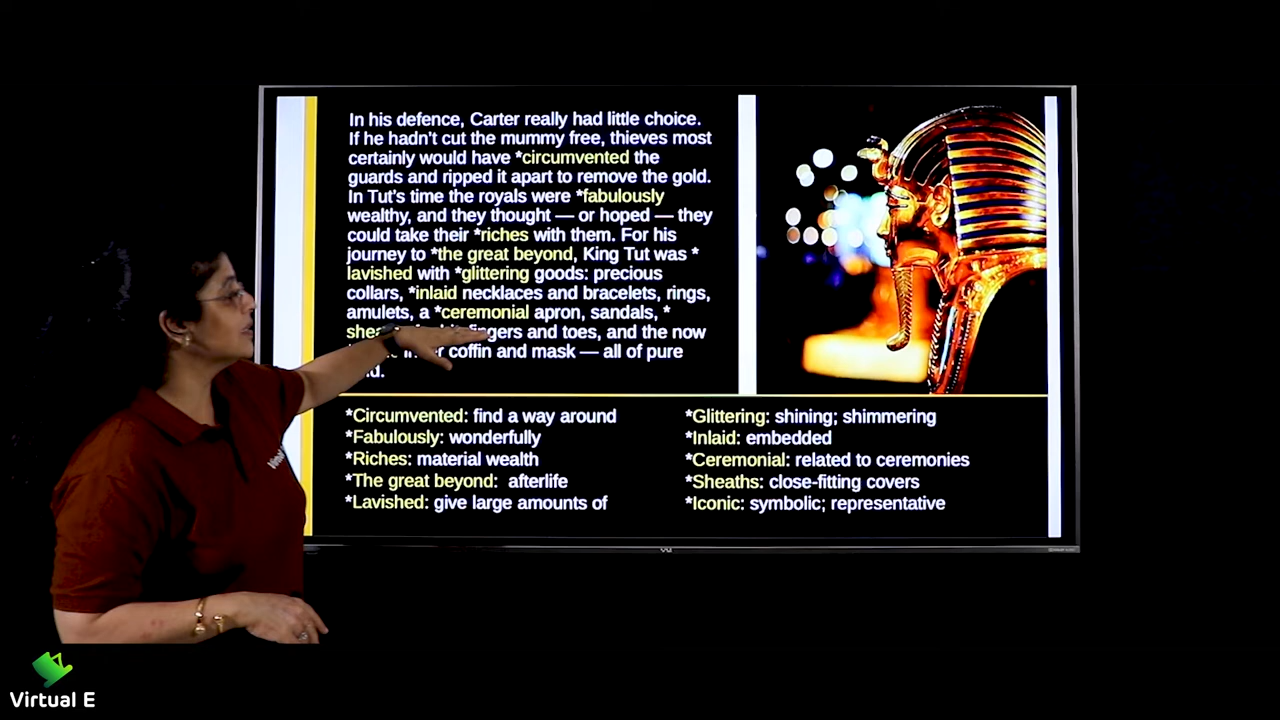 In his defence, Carter really had little choice.
If he hadn't cut the mummy free, thieves most
certainly would have *circumvented the
guards and ripped it apart to remove the gold.
In Tut's time the royals were *fabulously
wealthy, and they thought — or hoped — they
could take their *riches with them. For his
journey to *the great beyond, King Tut was *
lavished with *glittering goods: precious
collars, *inlaid necklaces and bracelets, rings,
amulets, a *ceremonial apron, sandals, *
fingers and toes, and the now
coffin and mask — all of pure
*Circumvented: find a way around
*Fabulously: wonderfully
*Riches: material wealth
*The great beyond: afterlife
*Lavished: give large amounts of
*Glittering: shining; shimmering
*Inlaid: embedded
*Ceremonial: related to ceremonies
*Sheaths: close-fitting covers
*Iconic: symbolic; representative
VU
Virtual E